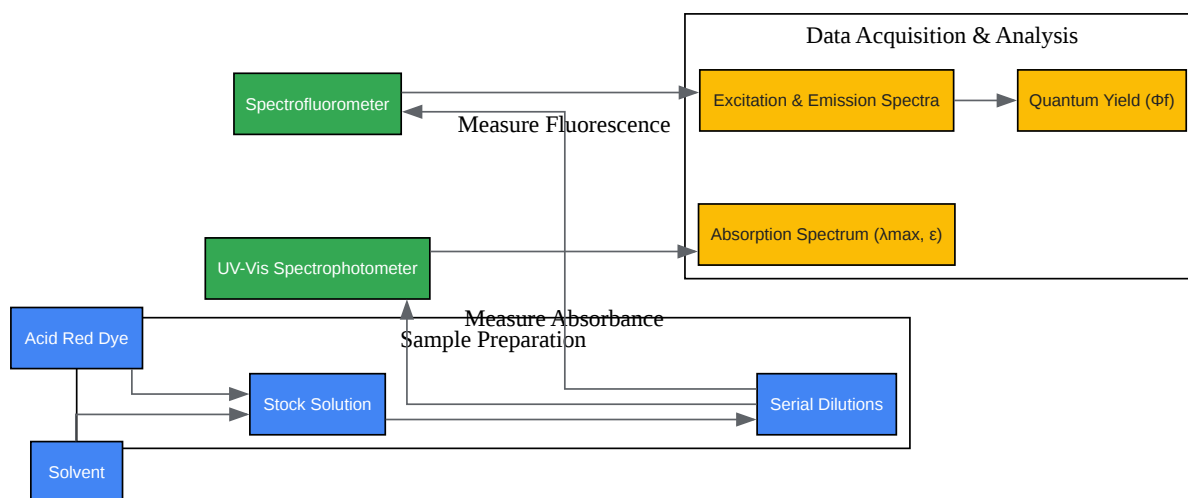 Data Acquisition & Analysis
Spectrofluorometer
Excitation & Emission Spectra
Quantum Yield (Φf)
Measure Fluorescence
Absorption Spectrum (λmax, ε)
UV-Vis Spectrophotometer
Measure Absorbance
Acid Red Dye
Sample Preparation
Stock Solution
Serial Dilutions
Solvent